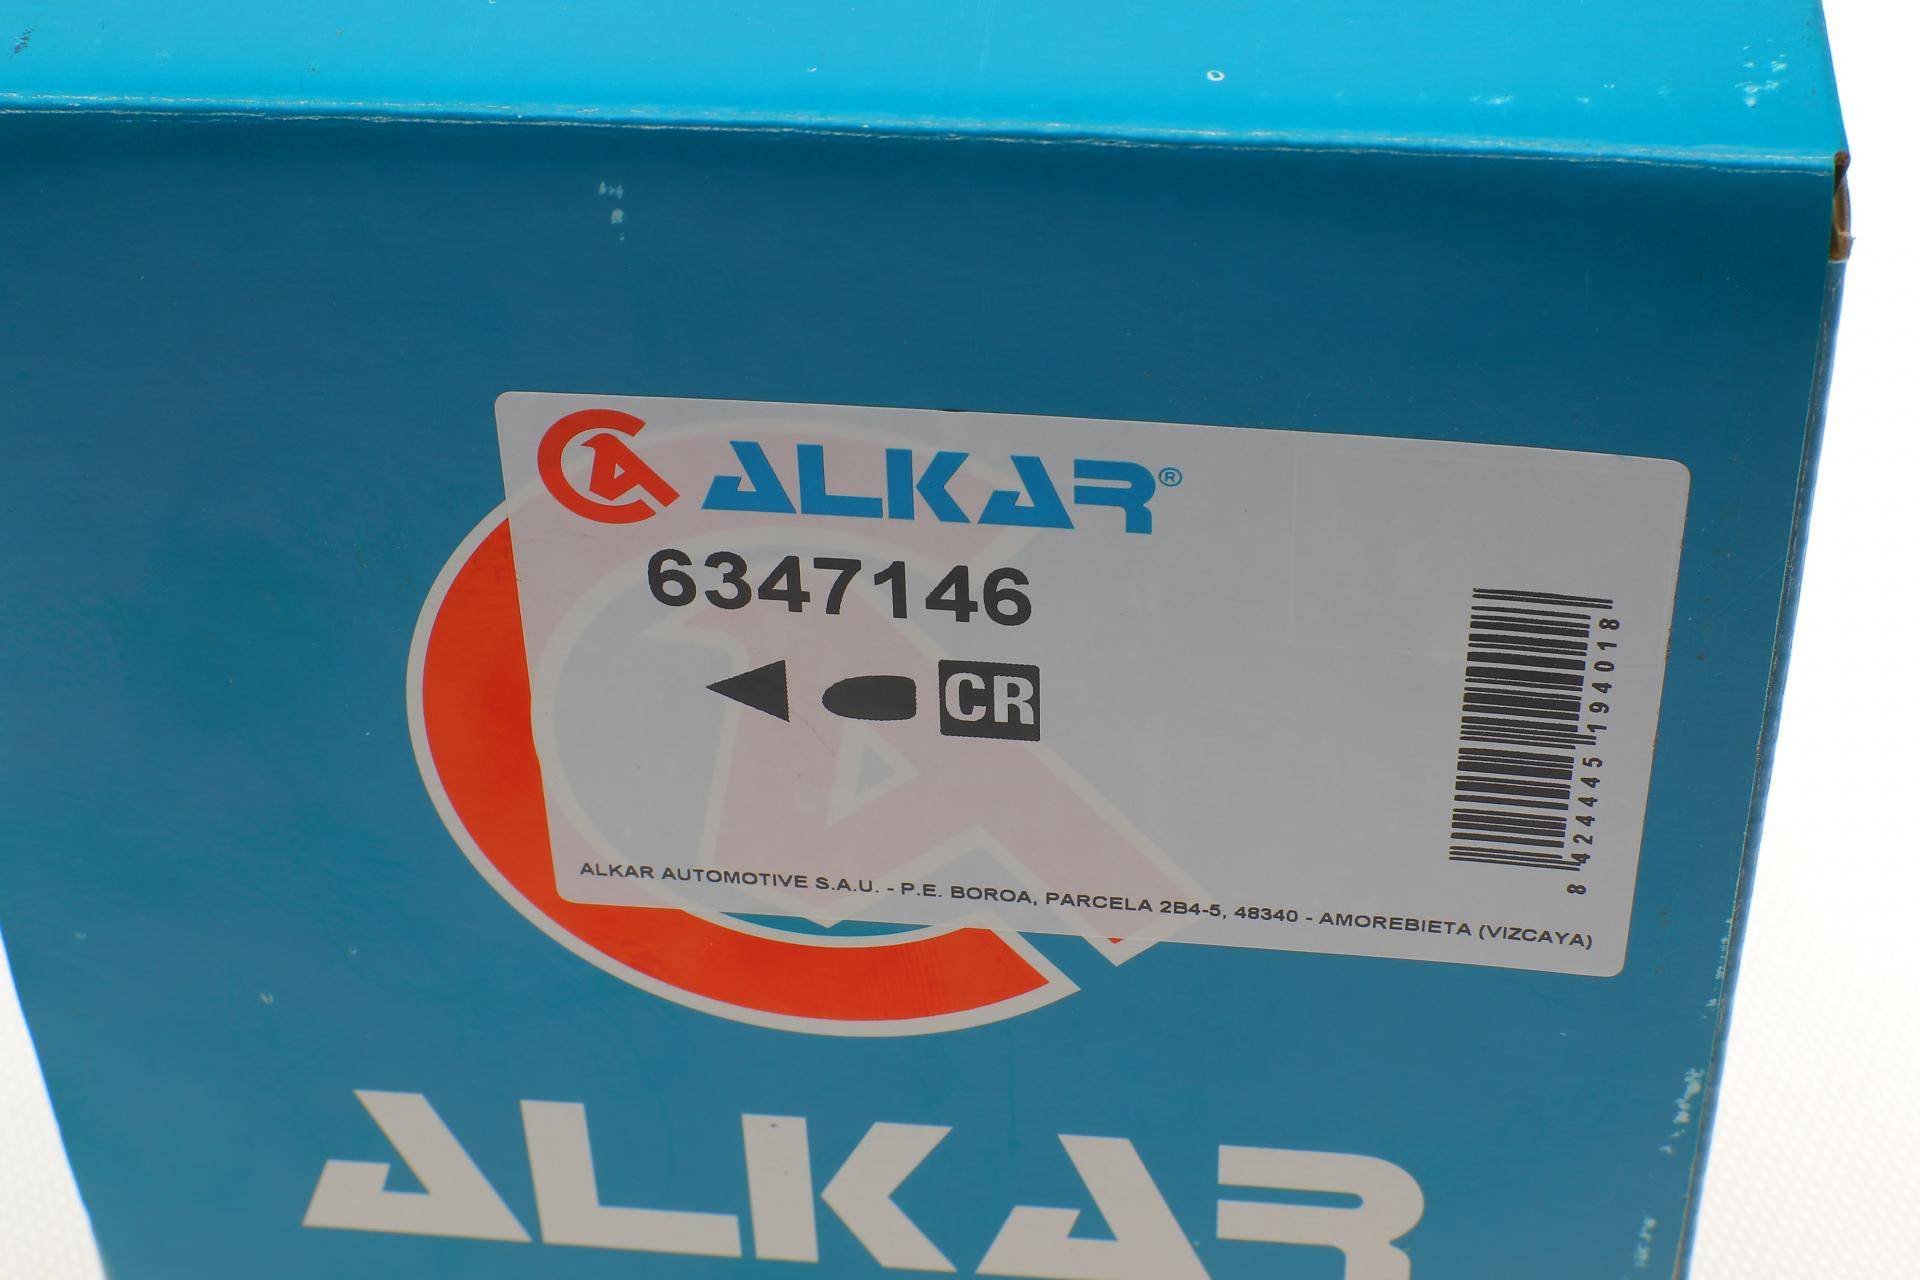 ALKAR®
6347146
CR
8 424445 194018
ALKAR AUTOMOTIVE S.A.U. - P.E. BOROA, PARCELA 2B4-5, 48340 - AMOREBIETA (VIZCAYA)
ALKAR